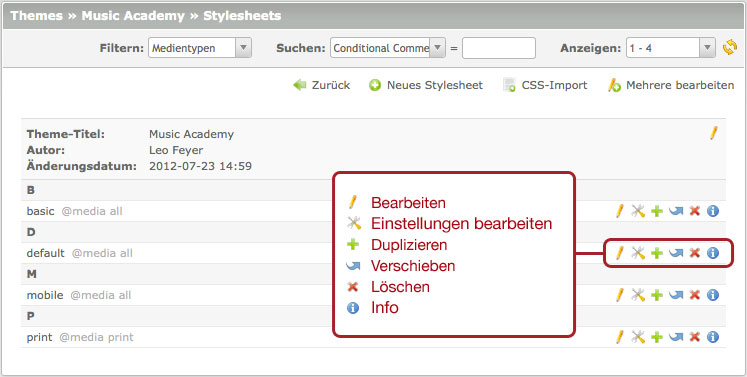 Themes » Music Academy » Stylesheets
Filtern: Medientypen Suchen: Conditional Comme = Anzeigen: 1 - 4
Zurück Neues Stylesheet CSS-Import Mehrere bearbeiten
Theme-Titel: Music Academy
Autor: Leo Feyer
Änderungsdatum: 2012-07-23 14:59
B
basic @media all
D
default @media all
M
mobile @media all
P
print @media print
Bearbeiten
Einstellungen bearbeiten
Duplizieren
Verschieben
Löschen
Info